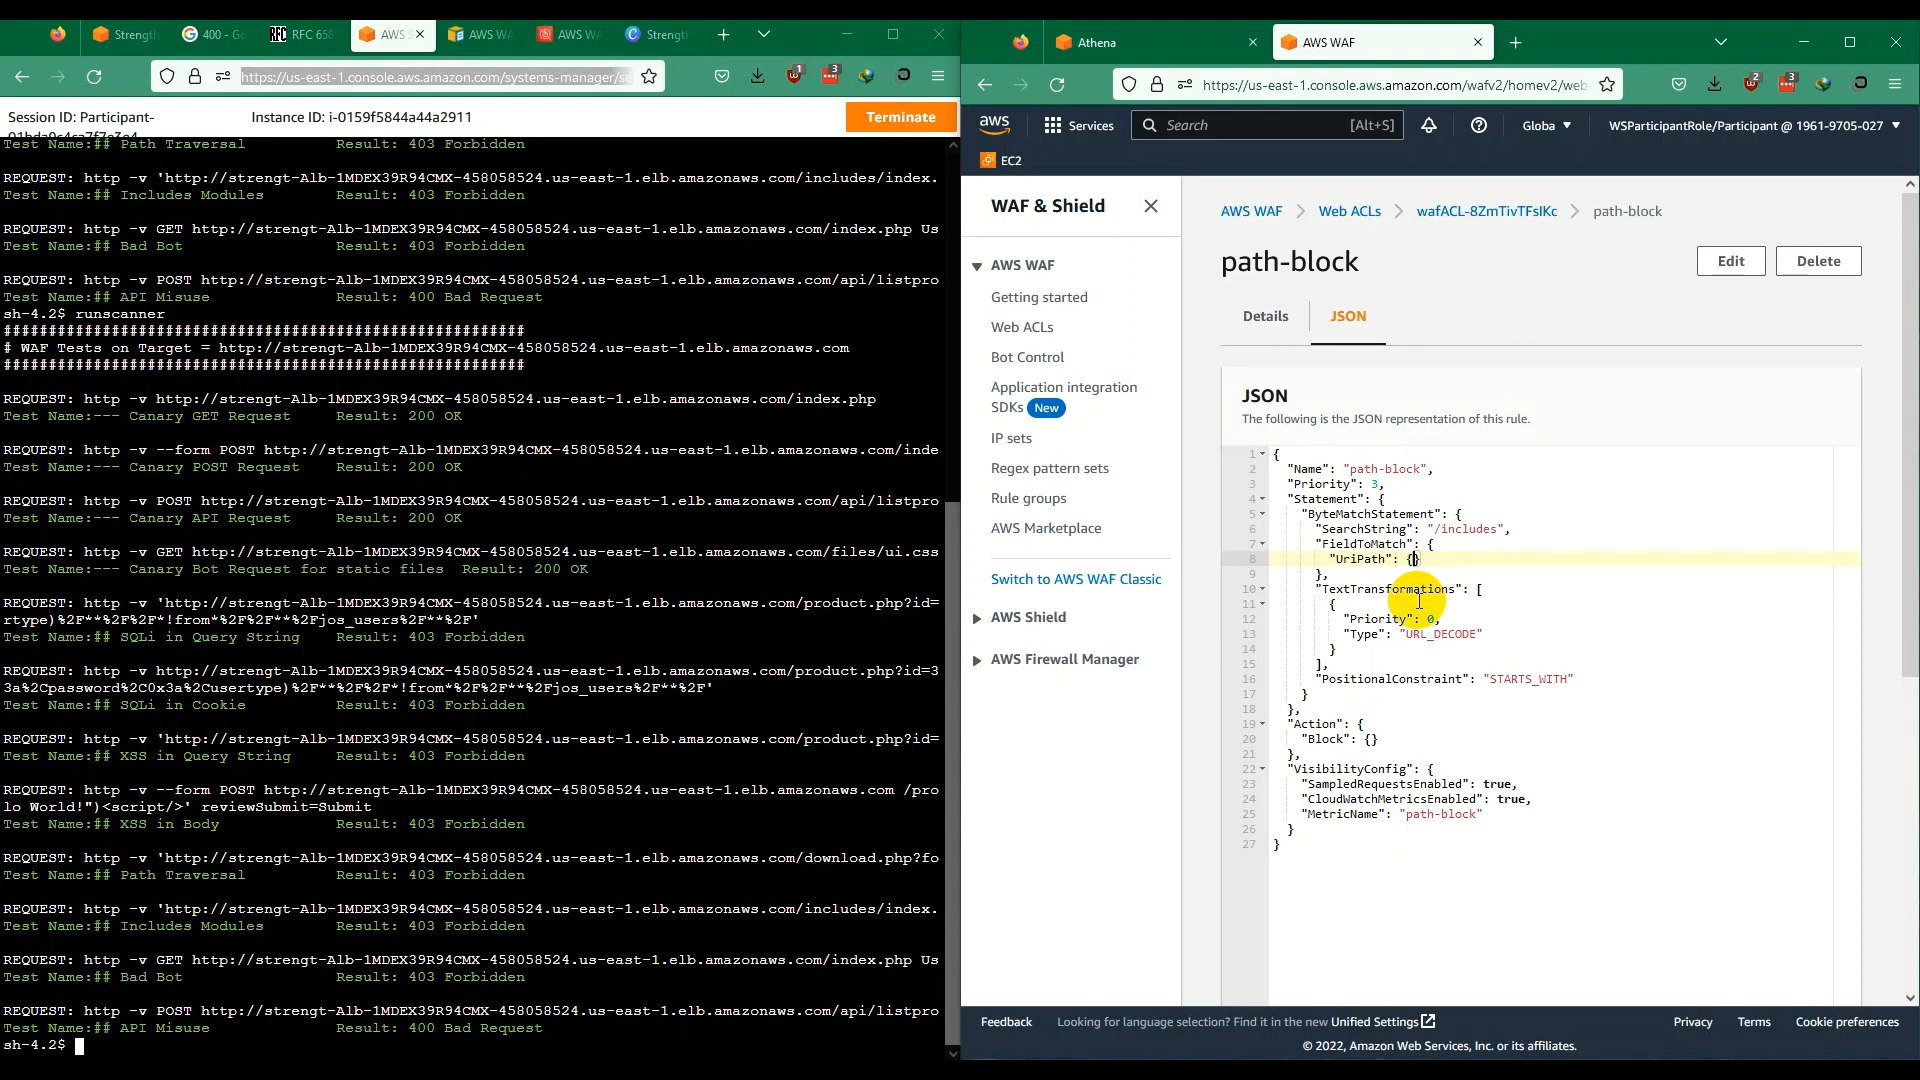 Strength
400 - Go
RFC 658
AWS S
AWS WA
AWS WA
Strength
https://us-east-1.console.aws.amazon.com/systems-manager/se
1
3
Session ID: Participant-
Instance ID: i-0159f5844a44a2911
Terminate
Test Name:## Path Traversal Result: 403 Forbidden
REQUEST: http -v 'http://strengt-Alb-1MDEX39R94CMX-458058524.us-east-1.elb.amazonaws.com/includes/index.
Test Name:## Includes Modules Result: 403 Forbidden
REQUEST: http -v GET http://strengt-Alb-1MDEX39R94CMX-458058524.us-east-1.elb.amazonaws.com/index.php Us
Test Name:## Bad Bot Result: 403 Forbidden
REQUEST: http -v POST http://strengt-Alb-1MDEX39R94CMX-458058524.us-east-1.elb.amazonaws.com/api/listpro
Test Name:## API Misuse Result: 400 Bad Request
sh-4.2$ runscanner
##############################################################
# WAF Tests on Target = http://strengt-Alb-1MDEX39R94CMX-458058524.us-east-1.elb.amazonaws.com
##############################################################
REQUEST: http -v http://strengt-Alb-1MDEX39R94CMX-458058524.us-east-1.elb.amazonaws.com/index.php
Test Name:--- Canary GET Request Result: 200 OK
REQUEST: http -v --form POST http://strengt-Alb-1MDEX39R94CMX-458058524.us-east-1.elb.amazonaws.com/inde
Test Name:--- Canary POST Request Result: 200 OK
REQUEST: http -v POST http://strengt-Alb-1MDEX39R94CMX-458058524.us-east-1.elb.amazonaws.com/api/listpro
Test Name:--- Canary API Request Result: 200 OK
REQUEST: http -v GET http://strengt-Alb-1MDEX39R94CMX-458058524.us-east-1.elb.amazonaws.com/files/ui.css
Test Name:--- Canary Bot Request for static files Result: 200 OK
REQUEST: http -v 'http://strengt-Alb-1MDEX39R94CMX-458058524.us-east-1.elb.amazonaws.com/product.php?id=
ertype)%2F**%2F%2F*!from*%2F%2F**%2Fjos_users%2F**%2F'
Test Name:## SQLi in Query String Result: 403 Forbidden
REQUEST: http -v 'http://strengt-Alb-1MDEX39R94CMX-458058524.us-east-1.elb.amazonaws.com/product.php?id=3
3a%2Cpassword%2C0x3a%2Cusertype)%2F**%2F%2F*!from*%2F%2F**%2Fjos_users%2F**%2F'
Test Name:## SQLi in Cookie Result: 403 Forbidden
REQUEST: http -v 'http://strengt-Alb-1MDEX39R94CMX-458058524.us-east-1.elb.amazonaws.com/product.php?id=
Test Name:## XSS in Query String Result: 403 Forbidden
REQUEST: http -v --form POST http://strengt-Alb-1MDEX39R94CMX-458058524.us-east-1.elb.amazonaws.com /pro
lo World!")<script/>' reviewSubmit=Submit
Test Name:## XSS in Body Result: 403 Forbidden
REQUEST: http -v 'http://strengt-Alb-1MDEX39R94CMX-458058524.us-east-1.elb.amazonaws.com/download.php?fo
Test Name:## Path Traversal Result: 403 Forbidden
REQUEST: http -v 'http://strengt-Alb-1MDEX39R94CMX-458058524.us-east-1.elb.amazonaws.com/includes/index.
Test Name:## Includes Modules Result: 403 Forbidden
REQUEST: http -v GET http://strengt-Alb-1MDEX39R94CMX-458058524.us-east-1.elb.amazonaws.com/index.php Us
Test Name:## Bad Bot Result: 403 Forbidden
REQUEST: http -v POST http://strengt-Alb-1MDEX39R94CMX-458058524.us-east-1.elb.amazonaws.com/api/listpro
Test Name:## API Misuse Result: 400 Bad Request
sh-4.2$
Athena
AWS WAF
https://us-east-1.console.aws.amazon.com/wafv2/homev2/web-
2
3
aws
Services
Search [Alt+S]
Globa
WSParticipantRole/Participant @ 1961-9705-027
EC2
WAF & Shield
AWS WAF
Getting started
Web ACLs
Bot Control
Application integration
SDKs New
IP sets
Regex pattern sets
Rule groups
AWS Marketplace
Switch to AWS WAF Classic
AWS Shield
AWS Firewall Manager
AWS WAF > Web ACLs > wafACL-8ZmTivTFsIKc > path-block
path-block
Edit
Delete
Details
JSON
JSON
The following is the JSON representation of this rule.
1 {
2 "Name": "path-block",
3 "Priority": 3,
4 "Statement": {
5 "ByteMatchStatement": {
6 "SearchString": "/includes",
7 "FieldToMatch": {
8 "UriPath": {}
9 },
10 "TextTransformations": [
11 {
12 "Priority": 0,
13 "Type": "URL_DECODE"
14 }
15 ],
16 "PositionalConstraint": "STARTS_WITH"
17 }
18 },
19 "Action": {
20 "Block": {}
21 },
22 "VisibilityConfig": {
23 "SampledRequestsEnabled": true,
24 "CloudWatchMetricsEnabled": true,
25 "MetricName": "path-block"
26 }
27 }
Feedback
Looking for language selection? Find it in the new Unified Settings
Privacy
Terms
Cookie preferences
© 2022, Amazon Web Services, Inc. or its affiliates.